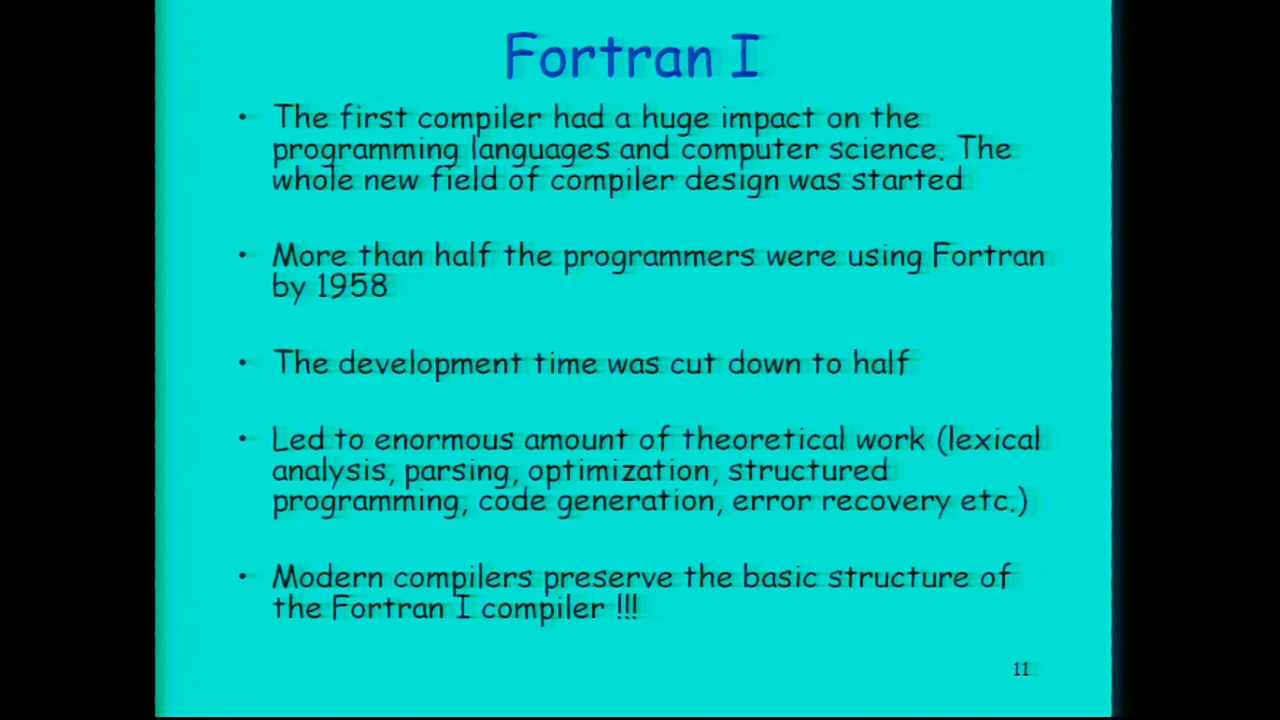 Fortran I
• The first compiler had a huge impact on the
programming languages and computer science. The
whole new field of compiler design was started
• More than half the programmers were using Fortran
by 1958
• The development time was cut down to half
• Led to enormous amount of theoretical work (lexical
analysis, parsing, optimization, structured
programming, code generation, error recovery etc.)
• Modern compilers preserve the basic structure of
the Fortran I compiler !!!
11